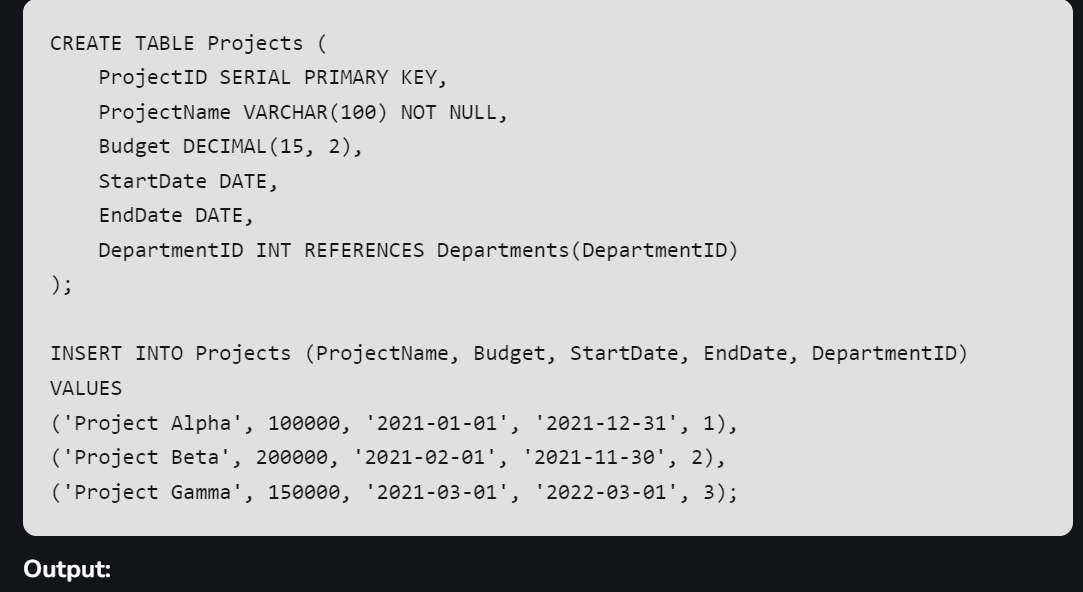 CREATE TABLE Projects (
    ProjectID SERIAL PRIMARY KEY,
    ProjectName VARCHAR(100) NOT NULL,
    Budget DECIMAL(15, 2),
    StartDate DATE,
    EndDate DATE,
    DepartmentID INT REFERENCES Departments(DepartmentID)
);

INSERT INTO Projects (ProjectName, Budget, StartDate, EndDate, DepartmentID)
VALUES
('Project Alpha', 100000, '2021-01-01', '2021-12-31', 1),
('Project Beta', 200000, '2021-02-01', '2021-11-30', 2),
('Project Gamma', 150000, '2021-03-01', '2022-03-01', 3);
Output: